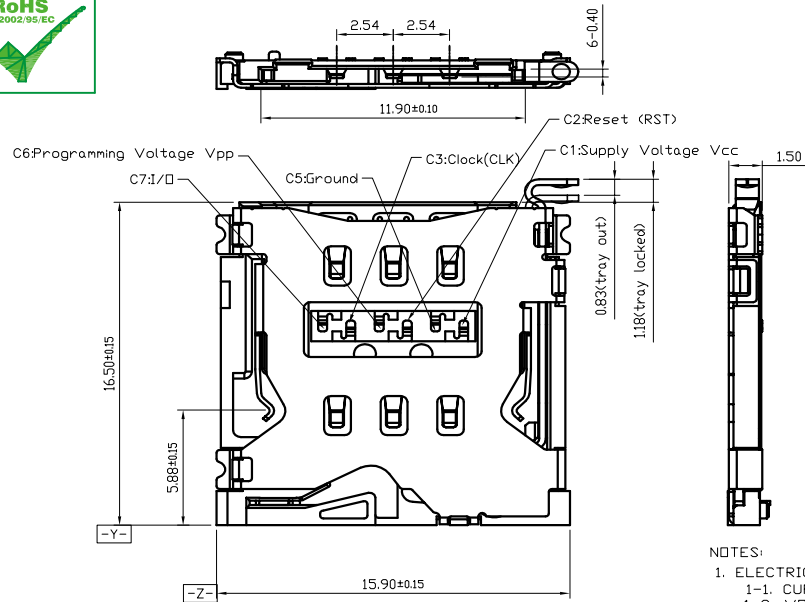 RoHS
2002/95/EC
2.54
2.54
6-0.40
11.90±0.10
C2:Reset (RST)
C6:Programming Voltage Vpp
C3:Clock(CLK)
C1:Supply Voltage Vcc
1.50
C7:I/O
C5:Ground
0.83(tray out)
1.18(tray locked)
16.50±0.15
5.88±0.15
-Y-
-Z-
15.90±0.15
NOTES:
1. ELECTRIC
1-1. CU